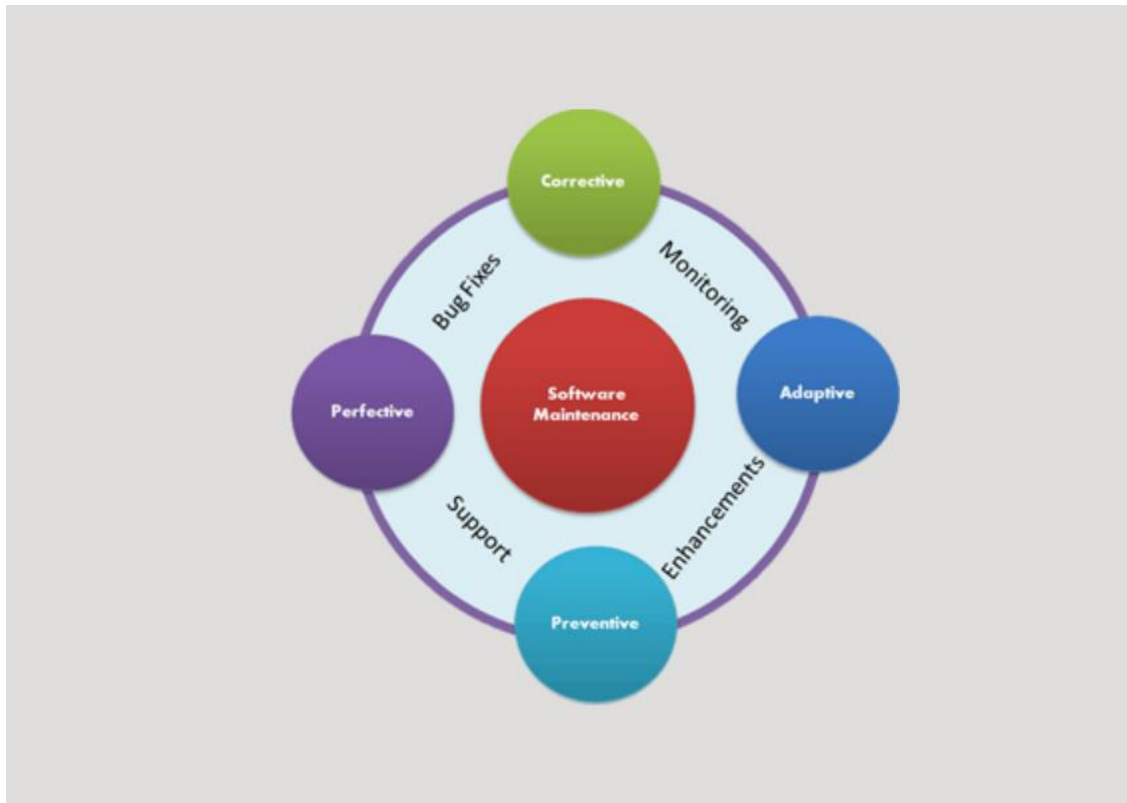 Corrective
Bug Fixes
Monitoring
Software
Maintenance
Perfective
Adaptive
Support
Enhancements
Preventive